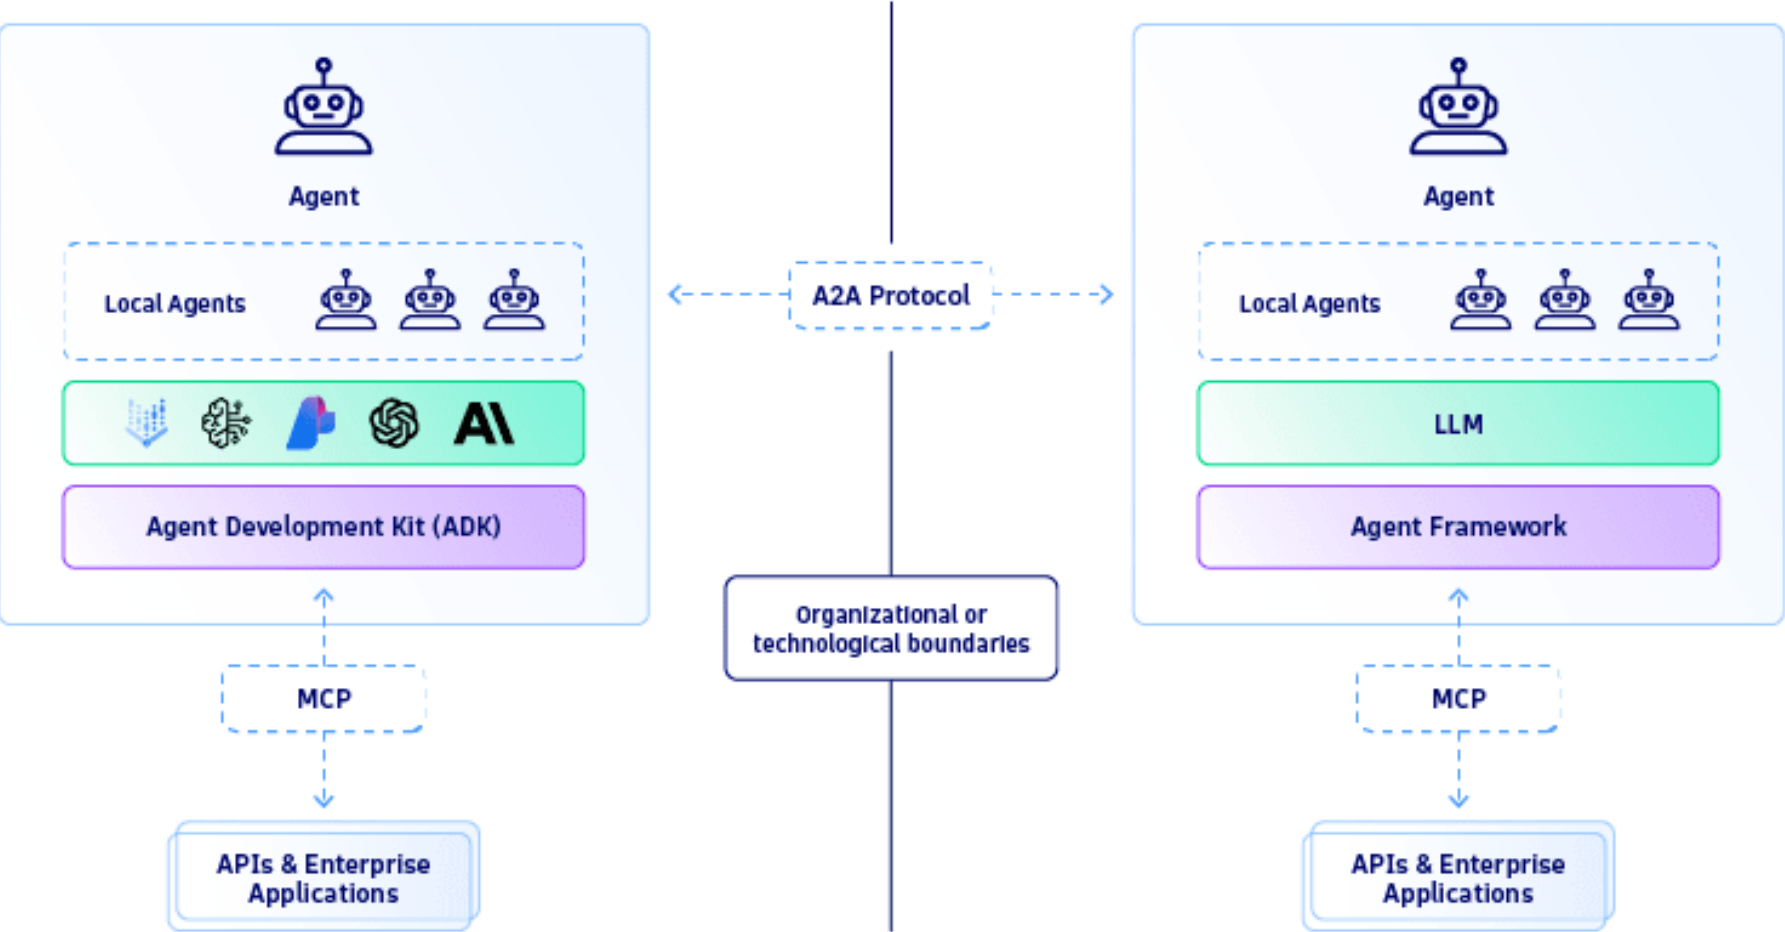 Agent
Local Agents
Agent Development Kit (ADK)
MCP
APIs & Enterprise
Applications
A2A Protocol
Organizational or
technological boundaries
Agent
Local Agents
LLM
Agent Framework
MCP
APIs & Enterprise
Applications